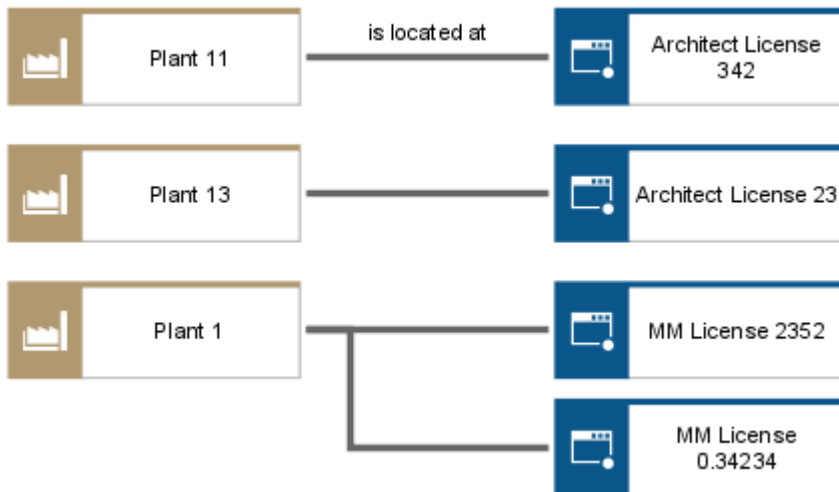 Plant 11
is located at
Architect License
342
Plant 13
Architect License 23
Plant 1
MM License 2352
MM License
0.34234